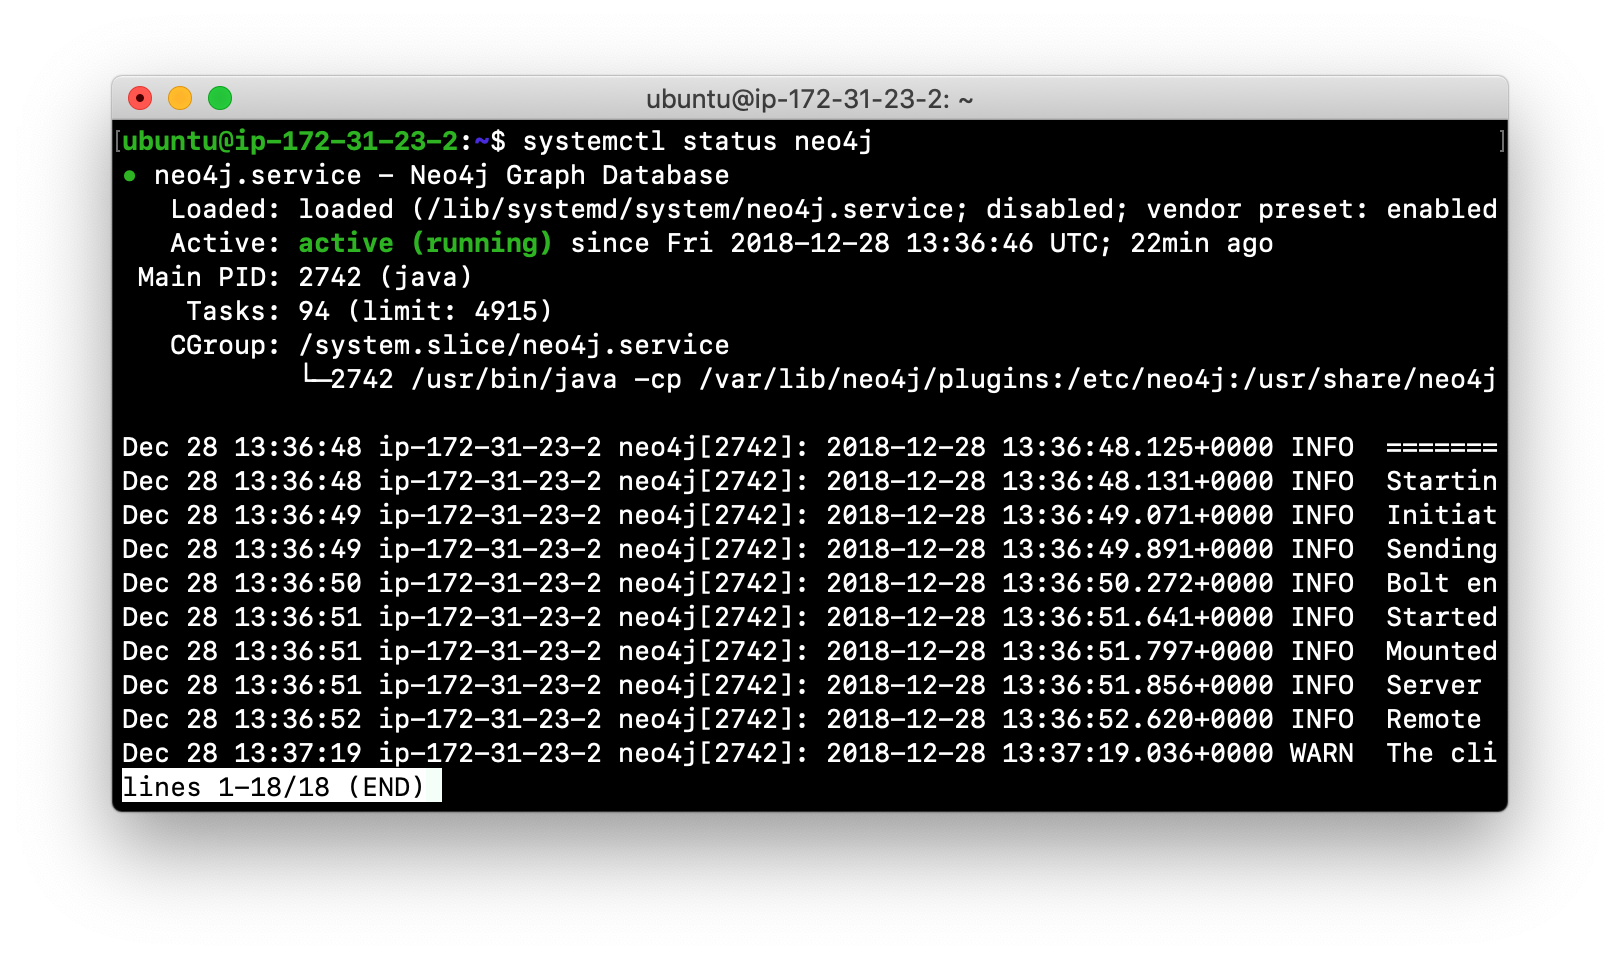 ubuntu@ip-172-31-23-2: ~
[ubuntu@ip-172-31-23-2:~$ systemctl status neo4j ]
● neo4j.service - Neo4j Graph Database
   Loaded: loaded (/lib/systemd/system/neo4j.service; disabled; vendor preset: enabled
   Active: active (running) since Fri 2018-12-28 13:36:46 UTC; 22min ago
 Main PID: 2742 (java)
    Tasks: 94 (limit: 4915)
   CGroup: /system.slice/neo4j.service
           └─2742 /usr/bin/java -cp /var/lib/neo4j/plugins:/etc/neo4j:/usr/share/neo4j
Dec 28 13:36:48 ip-172-31-23-2 neo4j[2742]: 2018-12-28 13:36:48.125+0000 INFO  =======
Dec 28 13:36:48 ip-172-31-23-2 neo4j[2742]: 2018-12-28 13:36:48.131+0000 INFO  Startin
Dec 28 13:36:49 ip-172-31-23-2 neo4j[2742]: 2018-12-28 13:36:49.071+0000 INFO  Initiat
Dec 28 13:36:49 ip-172-31-23-2 neo4j[2742]: 2018-12-28 13:36:49.891+0000 INFO  Sending
Dec 28 13:36:50 ip-172-31-23-2 neo4j[2742]: 2018-12-28 13:36:50.272+0000 INFO  Bolt en
Dec 28 13:36:51 ip-172-31-23-2 neo4j[2742]: 2018-12-28 13:36:51.641+0000 INFO  Started
Dec 28 13:36:51 ip-172-31-23-2 neo4j[2742]: 2018-12-28 13:36:51.797+0000 INFO  Mounted
Dec 28 13:36:51 ip-172-31-23-2 neo4j[2742]: 2018-12-28 13:36:51.856+0000 INFO  Server
Dec 28 13:36:52 ip-172-31-23-2 neo4j[2742]: 2018-12-28 13:36:52.620+0000 INFO  Remote
Dec 28 13:37:19 ip-172-31-23-2 neo4j[2742]: 2018-12-28 13:37:19.036+0000 WARN  The cli
lines 1-18/18 (END)